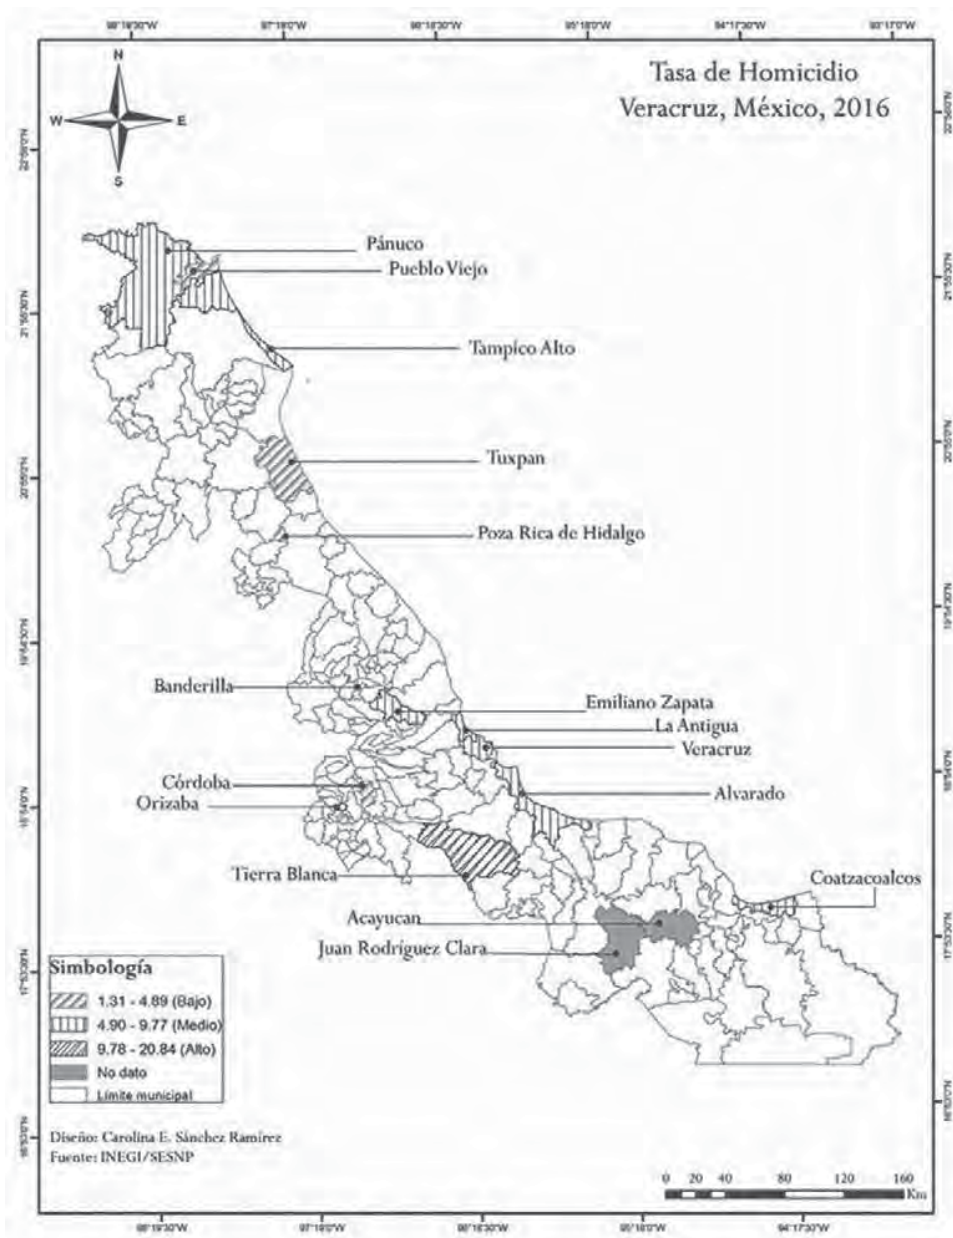 Tasa de Homicidio
Veracruz, México, 2016
N
W
E
S
Pánuco
Pueblo Viejo
Tampico Alto
Tuxpan
Poza Rica de Hidalgo
Banderilla
Emiliano Zapata
La Antigua
Veracruz
Córdoba
Orizaba
Alvarado
Tierra Blanca
Coatzacoalcos
Acayucan
Juan Rodríguez Clara
Simbología
1.31 - 4.89 (Bajo)
4.90 - 9.77 (Medio)
9.78 - 20.84 (Alto)
No dato
Límite municipal
Diseño: Carolina E. Sánchez Ramírez
Fuente: INEGI/SESNP
0 20 40 80 120 160
Km